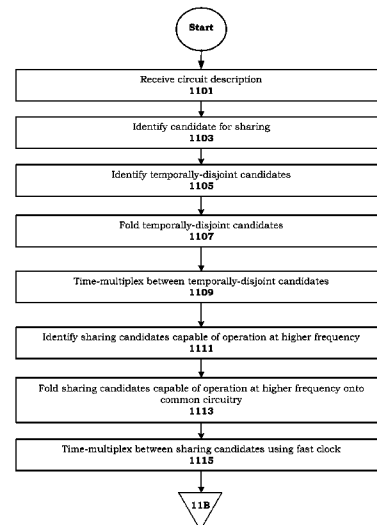 Start
Receive circuit description
1101
Identify candidate for sharing
1103
Identify temporally-disjoint candidates
1105
Fold temporally-disjoint candidates
1107
Time-multiplex between temporally-disjoint candidates
1109
Identify sharing candidates capable of operation at higher frequency
1111
Fold sharing candidates capable of operation at higher frequency onto
common circuitry
1113
Time-multiplex between sharing candidates using fast clock
1115
11B